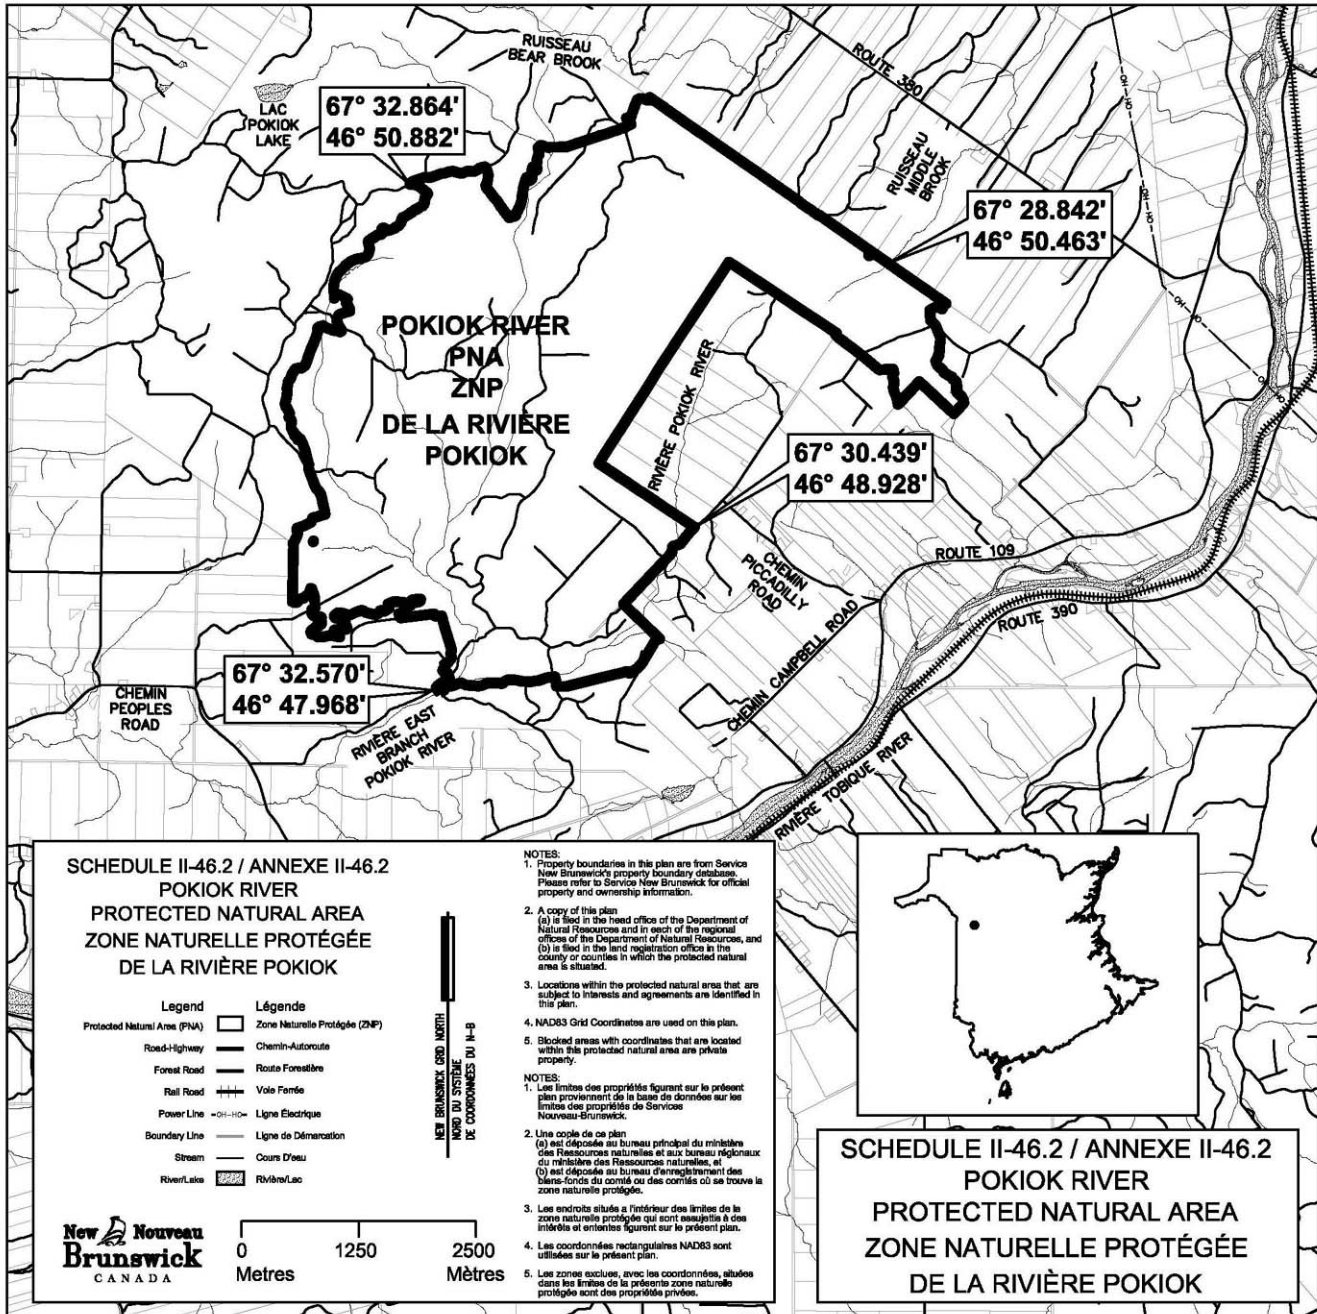 RUISSEAU
BEAR BROOK
ROUTE 380
LAC
POKIOK
LAKE
67° 32.864'
46° 50.882'
RUISSEAU
MIDDLE
BROOK
OH-HO
67° 28.842'
46° 50.463'
OH-HO
OH-HO
POKIOK RIVER
PNA
ZNP
DE LA RIVIÈRE
POKIOK
RIVIÈRE POKIOK RIVER
67° 30.439'
46° 48.928'
ROUTE 109
CHEMIN
PICCADILLY
ROAD
ROUTE 390
CHEMIN CAMPBELL ROAD
67° 32.570'
46° 47.968'
CHEMIN
PEOPLES
ROAD
RIVIÈRE EAST
BRANCH
POKIOK RIVER
RIVIÈRE TOBIQUE RIVER
SCHEDULE II-46.2 / ANNEXE II-46.2
POKIOK RIVER
PROTECTED NATURAL AREA
ZONE NATURELLE PROTÉGÉE
DE LA RIVIÈRE POKIOK
Legend Légende
Protected Natural Area (PNA) Zone Naturelle Protégée (ZNP)
Road-Highway Chemin-Autoroute
Forest Road Route Forestière
Rail Road Voie Ferrée
Power Line -OH-HO- Ligne Électrique
Boundary Line Ligne de Démarcation
Stream Cours D'eau
River/Lake Rivière/Lac
NEW BRUNSWICK GRID NORTH
NORD DU SYSTÈME
DE COORDONNÉES DU N-B
New Nouveau
Brunswick
CANADA
0 1250 2500
Metres Mètres
NOTES:
1. Property boundaries in this plan are from Service
New Brunswick's property boundary database.
Please refer to Service New Brunswick for official
property and ownership information.
2. A copy of this plan
(a) is filed in the head office of the Department of
Natural Resources and in each of the regional
offices of the Department of Natural Resources, and
(b) is filed in the land registration office in the
county or counties in which the protected natural
area is situated.
3. Locations within the protected natural area that are
subject to interests and agreements are identified in
this plan.
4. NAD83 Grid Coordinates are used on this plan.
5. Blocked areas with coordinates that are located
within this protected natural area are private
property.
NOTES:
1. Les limites des propriétés figurant sur le présent
plan proviennent de la base de données sur les
limites des propriétés de Services
Nouveau-Brunswick.
2. Une copie de ce plan
(a) est déposée au bureau principal du ministère
des Ressources naturelles et aux bureau régionaux
du ministère des Ressources naturelles, et
(b) est déposée au bureau d'enregistrement des
biens-fonds du comté ou des comtés où se trouve la
zone naturelle protégée.
3. Les endroits situés a l'intérieur des limites de la
zone naturelle protégée qui sont assujettis à des
intérêts et ententes figurent sur le présent plan.
4. Les coordonnées rectangulaires NAD83 sont
utilisées sur le présent plan.
5. Les zones exclues, avec les coordonnées, situées
dans les limites de la présente zone naturelle
protégée sont des propriétés privées.
SCHEDULE II-46.2 / ANNEXE II-46.2
POKIOK RIVER
PROTECTED NATURAL AREA
ZONE NATURELLE PROTÉGÉE
DE LA RIVIÈRE POKIOK